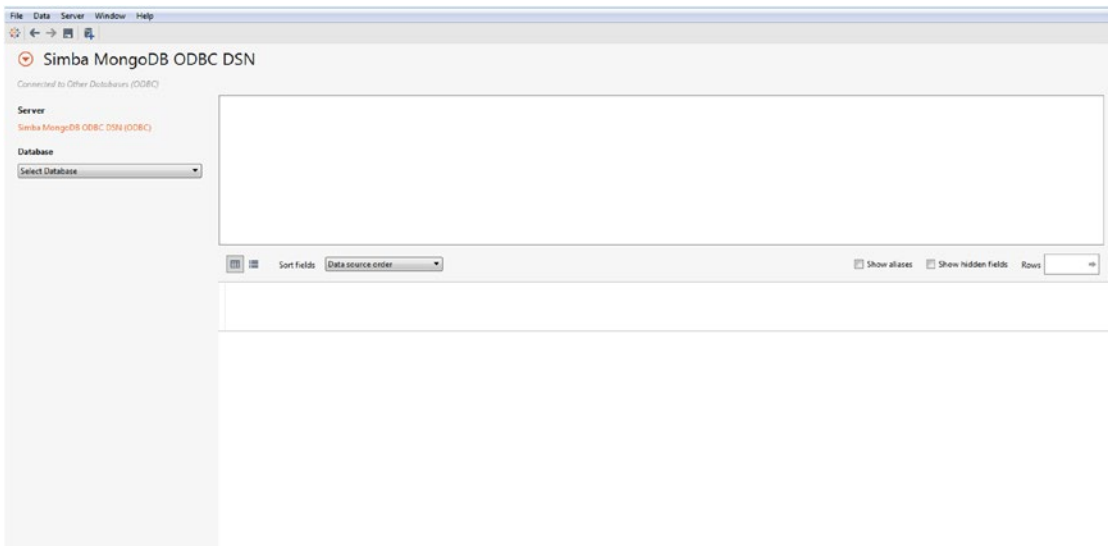 File Data Server Window Help
Simba MongoDB ODBC DSN
Connected to Other Databases (ODBC)
Server
Simba MongoDB ODBC DSN (ODBC)
Database
Select Database
Sort fields Data source order Show aliases Show hidden fields Rows